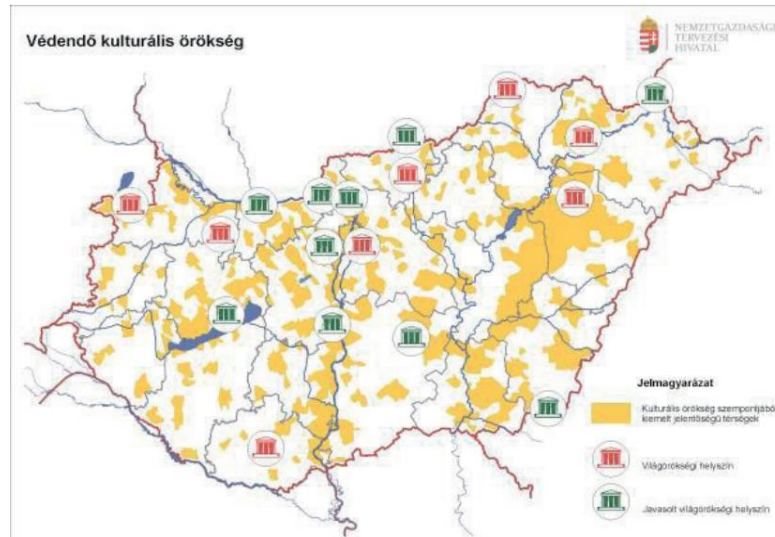 Védendő kulturális örökség
NEMZETGAZDASÁGI
TERVEZÉSI
HIVATAL
Jelmagyarázat
Kulturális örökség szempontjából
kiemelt jelentőségű térségek
Világörökségi helyszín
Javasolt világörökségi helyszín